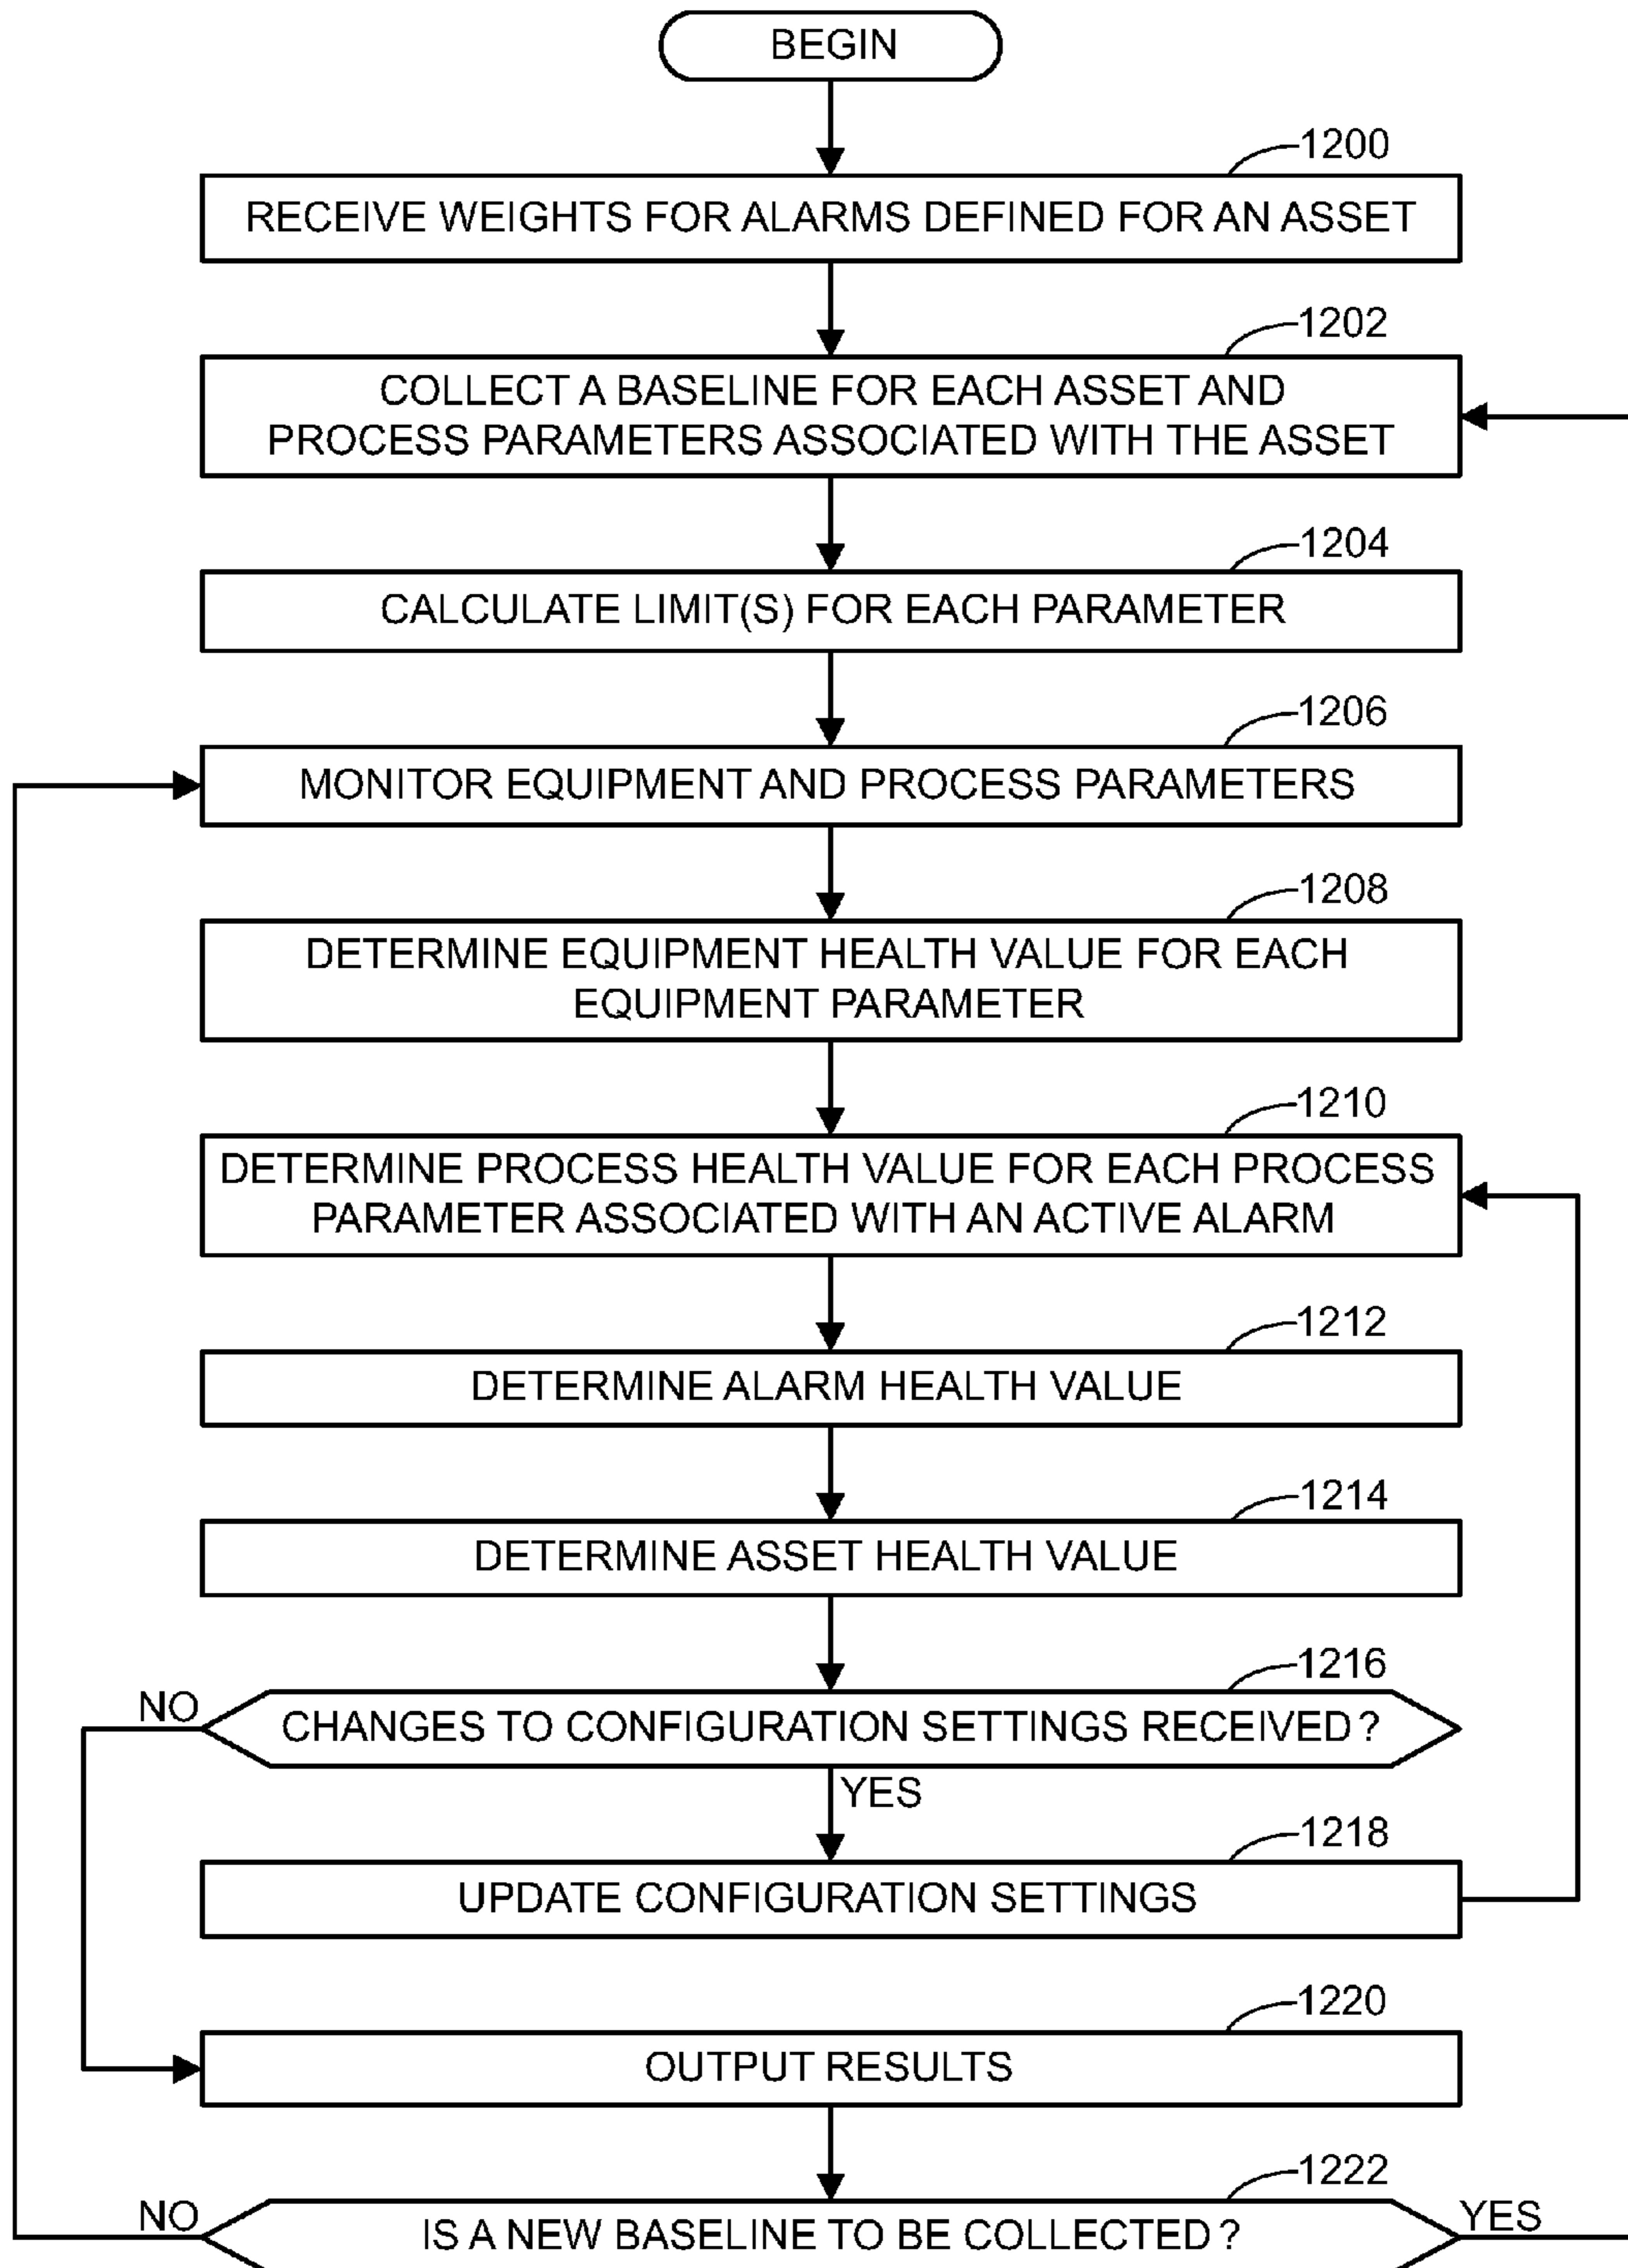 BEGIN
1200
RECEIVE WEIGHTS FOR ALARMS DEFINED FOR AN ASSET
1202
COLLECT A BASELINE FOR EACH ASSET AND
PROCESS PARAMETERS ASSOCIATED WITH THE ASSET
1204
CALCULATE LIMIT(S) FOR EACH PARAMETER
1206
MONITOR EQUIPMENT AND PROCESS PARAMETERS
1208
DETERMINE EQUIPMENT HEALTH VALUE FOR EACH
EQUIPMENT PARAMETER
1210
DETERMINE PROCESS HEALTH VALUE FOR EACH PROCESS
PARAMETER ASSOCIATED WITH AN ACTIVE ALARM
1212
DETERMINE ALARM HEALTH VALUE
1214
DETERMINE ASSET HEALTH VALUE
1216
NO
CHANGES TO CONFIGURATION SETTINGS RECEIVED?
YES
1218
UPDATE CONFIGURATION SETTINGS
1220
OUTPUT RESULTS
1222
NO
IS A NEW BASELINE TO BE COLLECTED?
YES